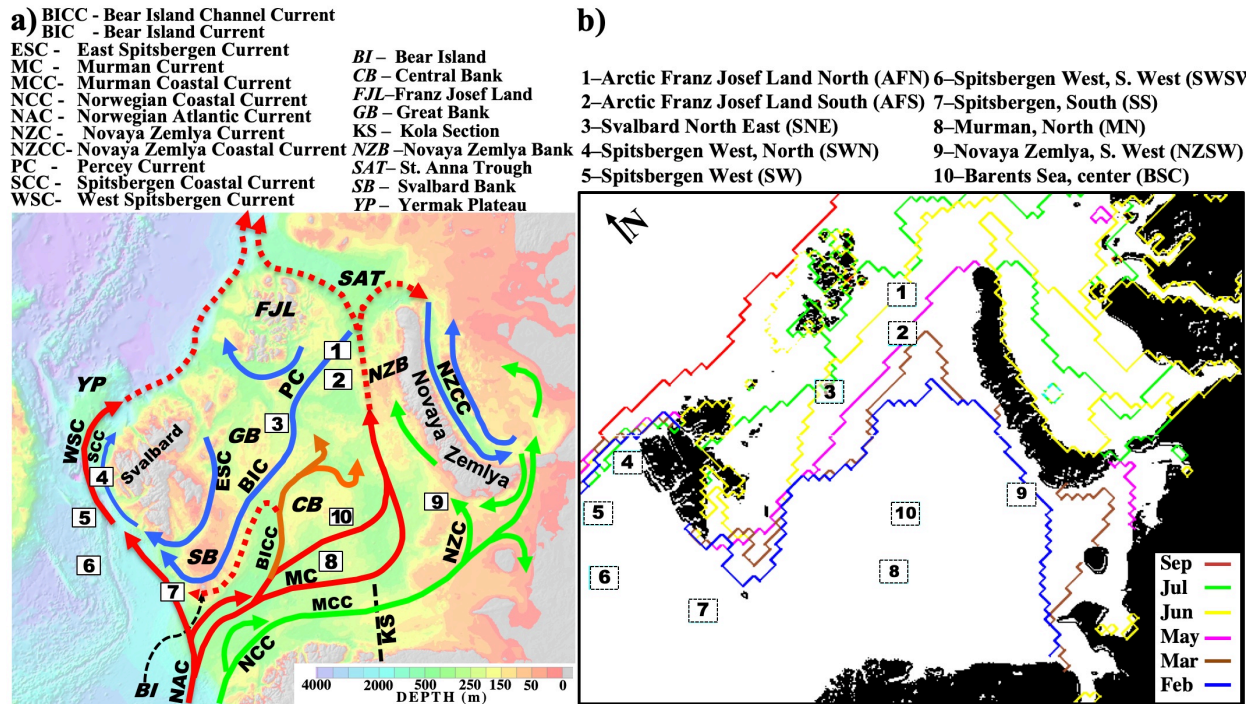 a)
BICC - Bear Island Channel Current
BIC - Bear Island Current
ESC - East Spitsbergen Current
MC - Murman Current
MCC - Murman Coastal Current
NCC - Norwegian Coastal Current
NAC - Norwegian Atlantic Current
NZC - Novaya Zemlya Current
NZCC- Novaya Zemlya Coastal Current
PC - Percey Current
SCC - Spitsbergen Coastal Current
WSC- West Spitsbergen Current
BI – Bear Island
CB – Central Bank
FJL–Franz Josef Land
GB – Great Bank
KS – Kola Section
NZB –Novaya Zemlya Bank
SAT– St. Anna Trough
SB – Svalbard Bank
YP – Yermak Plateau
SAT
FJL
1
2
PC
NZB
NZCC
Novaya Zemlya
YP
WSC
SCC
Svalbard
GB
3
ESC
BIC
4
5
6
CB
10
9
SB
BICC
8
MC
NZC
7
MCC
KS
NCC
NAC
BI
4000 2000 500 250 150 50 0
DEPTH (m)
b)
1–Arctic Franz Josef Land North (AFN)
2–Arctic Franz Josef Land South (AFS)
3–Svalbard North East (SNE)
4–Spitsbergen West, North (SWN)
5–Spitsbergen West (SW)
6–Spitsbergen West, S. West (SWSW
7–Spitsbergen, South (SS)
8–Murman, North (MN)
9–Novaya Zemlya, S. West (NZSW)
10–Barents Sea, center (BSC)
N
1
2
3
4
5
6
7
8
9
10
Sep
Jul
Jun
May
Mar
Feb